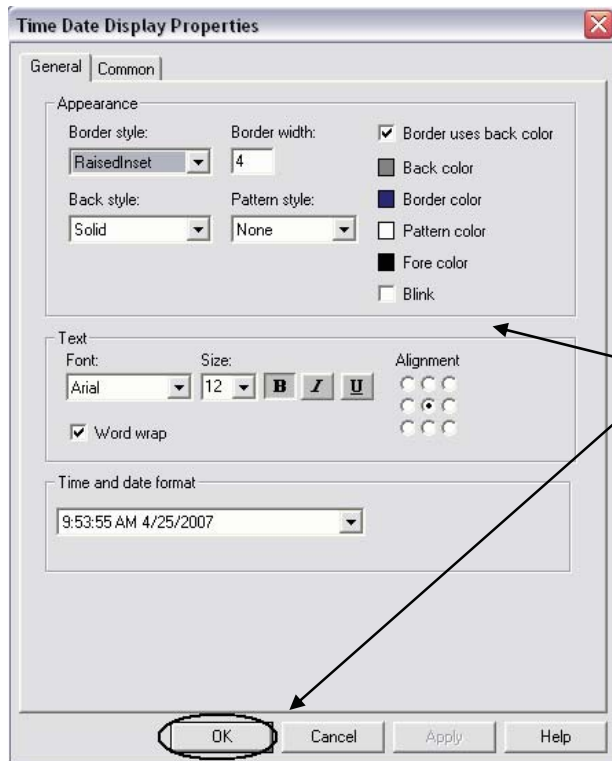 Time Date Display Properties
General Common
Appearance
Border style: Border width: Border uses back color
RaisedInset 4 Back color
Back style: Pattern style: Border color
Solid None Pattern color
Fore color
Blink
Text
Font: Size: Alignment
Arial 12 B I U
Word wrap
Time and date format
9:53:55 AM 4/25/2007
OK Cancel Apply Help